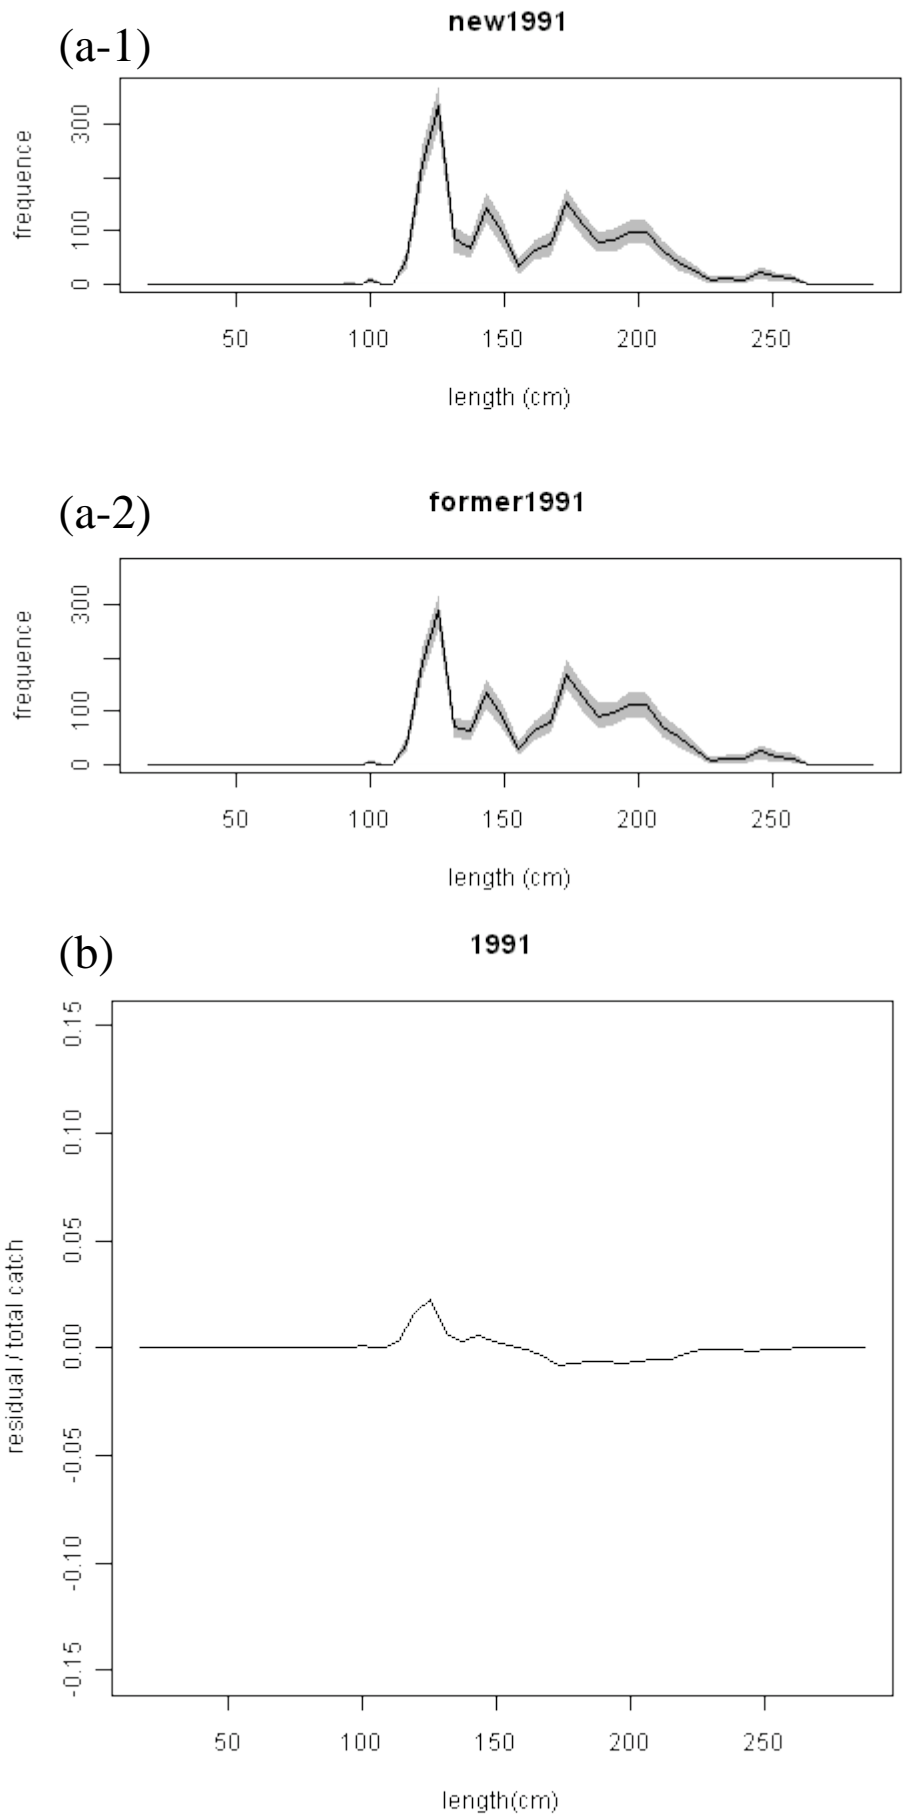 (a-1)
new1991
frequence
300
100
0
50 100 150 200 250
length (cm)
(a-2)
former1991
frequence
300
100
0
50 100 150 200 250
length (cm)
(b)
1991
residual / total catch
0.15
0.10
0.05
0.00
-0.05
-0.10
-0.15
50 100 150 200 250
length(cm)